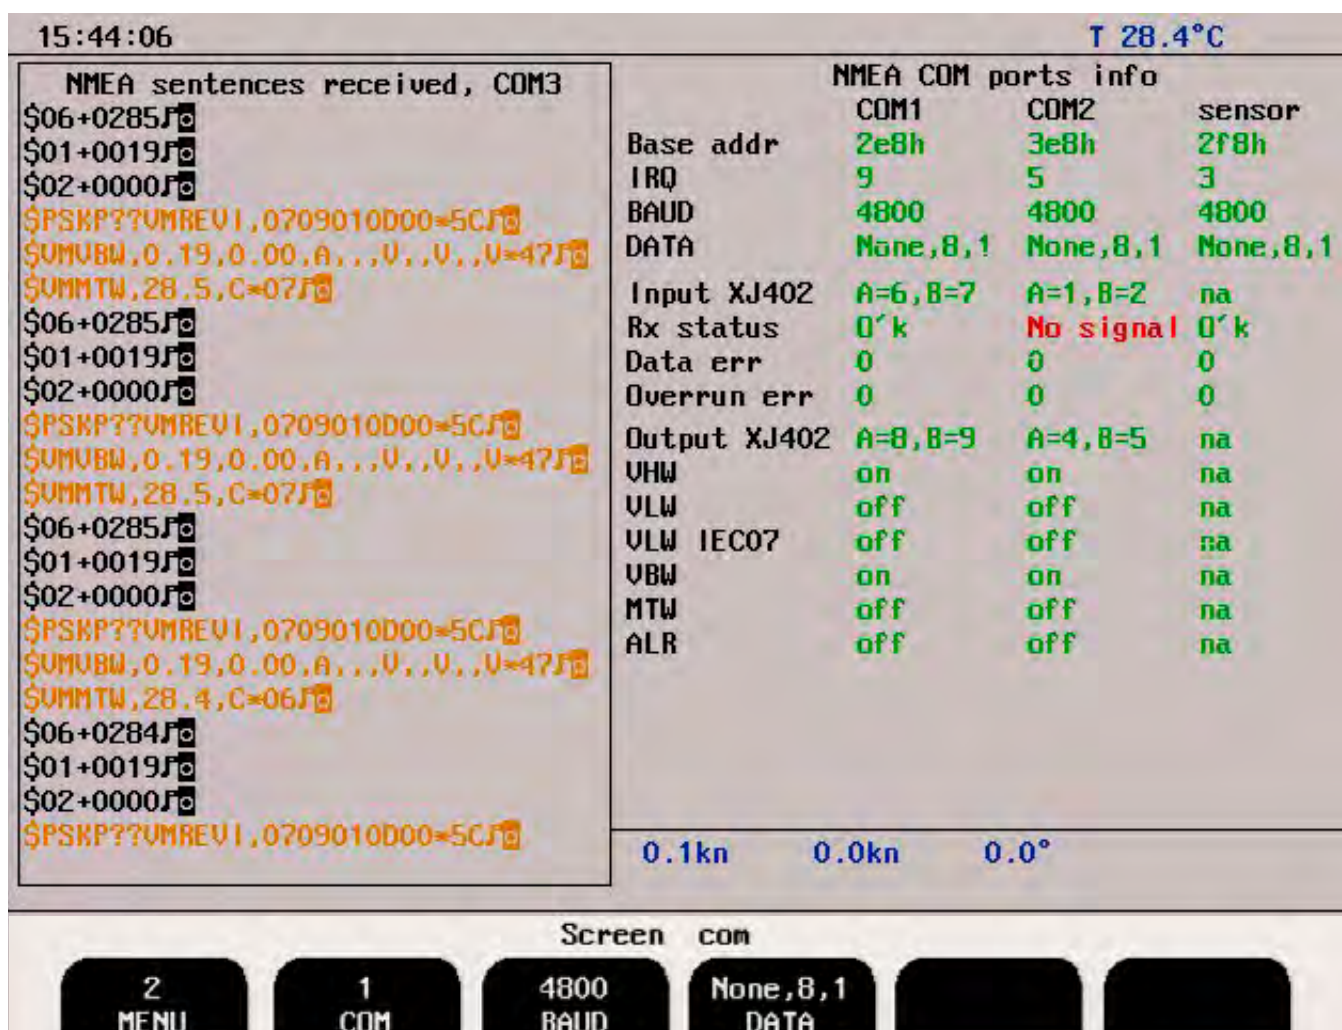 15:44:06 T 28.4°C
NMEA sentences received, COM3
$06+0285
$01+0019
$02+0000
$PSKP??VMREVI,0709010D00*5C
$VMVBW,0.19,0.00,A,,,V,,V,,V*47
$VMMTW,28.5,C*07
$06+0285
$01+0019
$02+0000
$PSKP??VMREVI,0709010D00*5C
$VMVBW,0.19,0.00,A,,,V,,V,,V*47
$VMMTW,28.5,C*07
$06+0285
$01+0019
$02+0000
$PSKP??VMREVI,0709010D00*5C
$VMVBW,0.19,0.00,A,,,V,,V,,V*47
$VMMTW,28.4,C*06
$06+0284
$01+0019
$02+0000
$PSKP??VMREVI,0709010D00*5C
NMEA COM ports info
COM1 COM2 sensor
Base addr 2e8h 3e8h 2f8h
IRQ 9 5 3
BAUD 4800 4800 4800
DATA None,8,1 None,8,1 None,8,1
Input XJ402 A=6,B=7 A=1,B=2 na
Rx status O´k No signal O´k
Data err 0 0 0
Overrun err 0 0 0
Output XJ402 A=8,B=9 A=4,B=5 na
VHW on on na
VLW off off na
VLW IEC07 off off na
VBW on on na
MTW off off na
ALR off off na
0.1kn 0.0kn 0.0°
Screen com
2 1 4800 None,8,1
MENU COM BAUD DATA